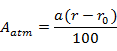 A_atm = a(r − r_0) / 100